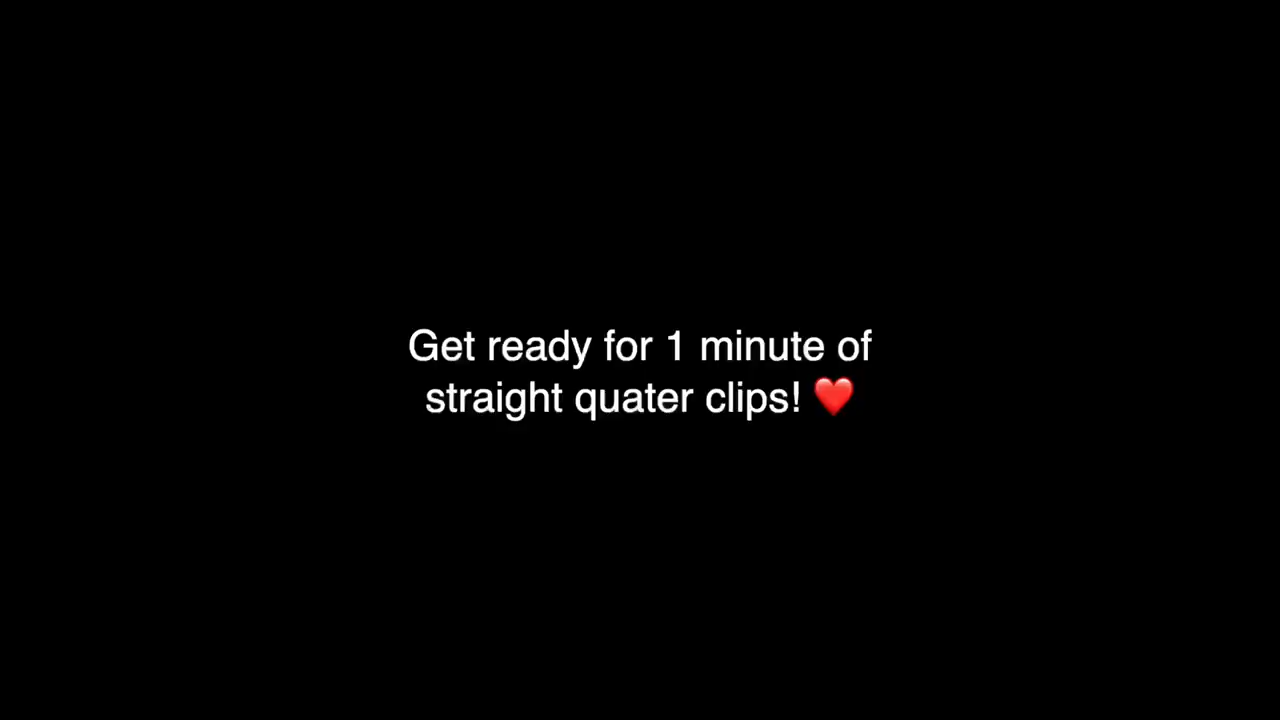 Get ready for 1 minute of
straight quater clips! ❤️